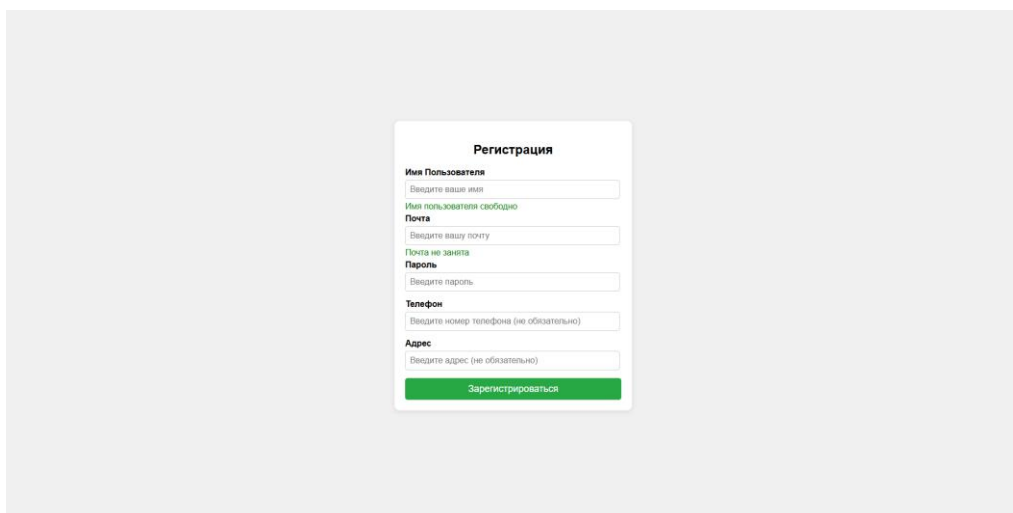 Регистрация
Имя Пользователя
Введите ваше имя
Имя пользователя свободно
Почта
Введите вашу почту
Почта не занята
Пароль
Введите пароль
Телефон
Введите номер телефона (не обязательно)
Адрес
Введите адрес (не обязательно)
Зарегистрироваться